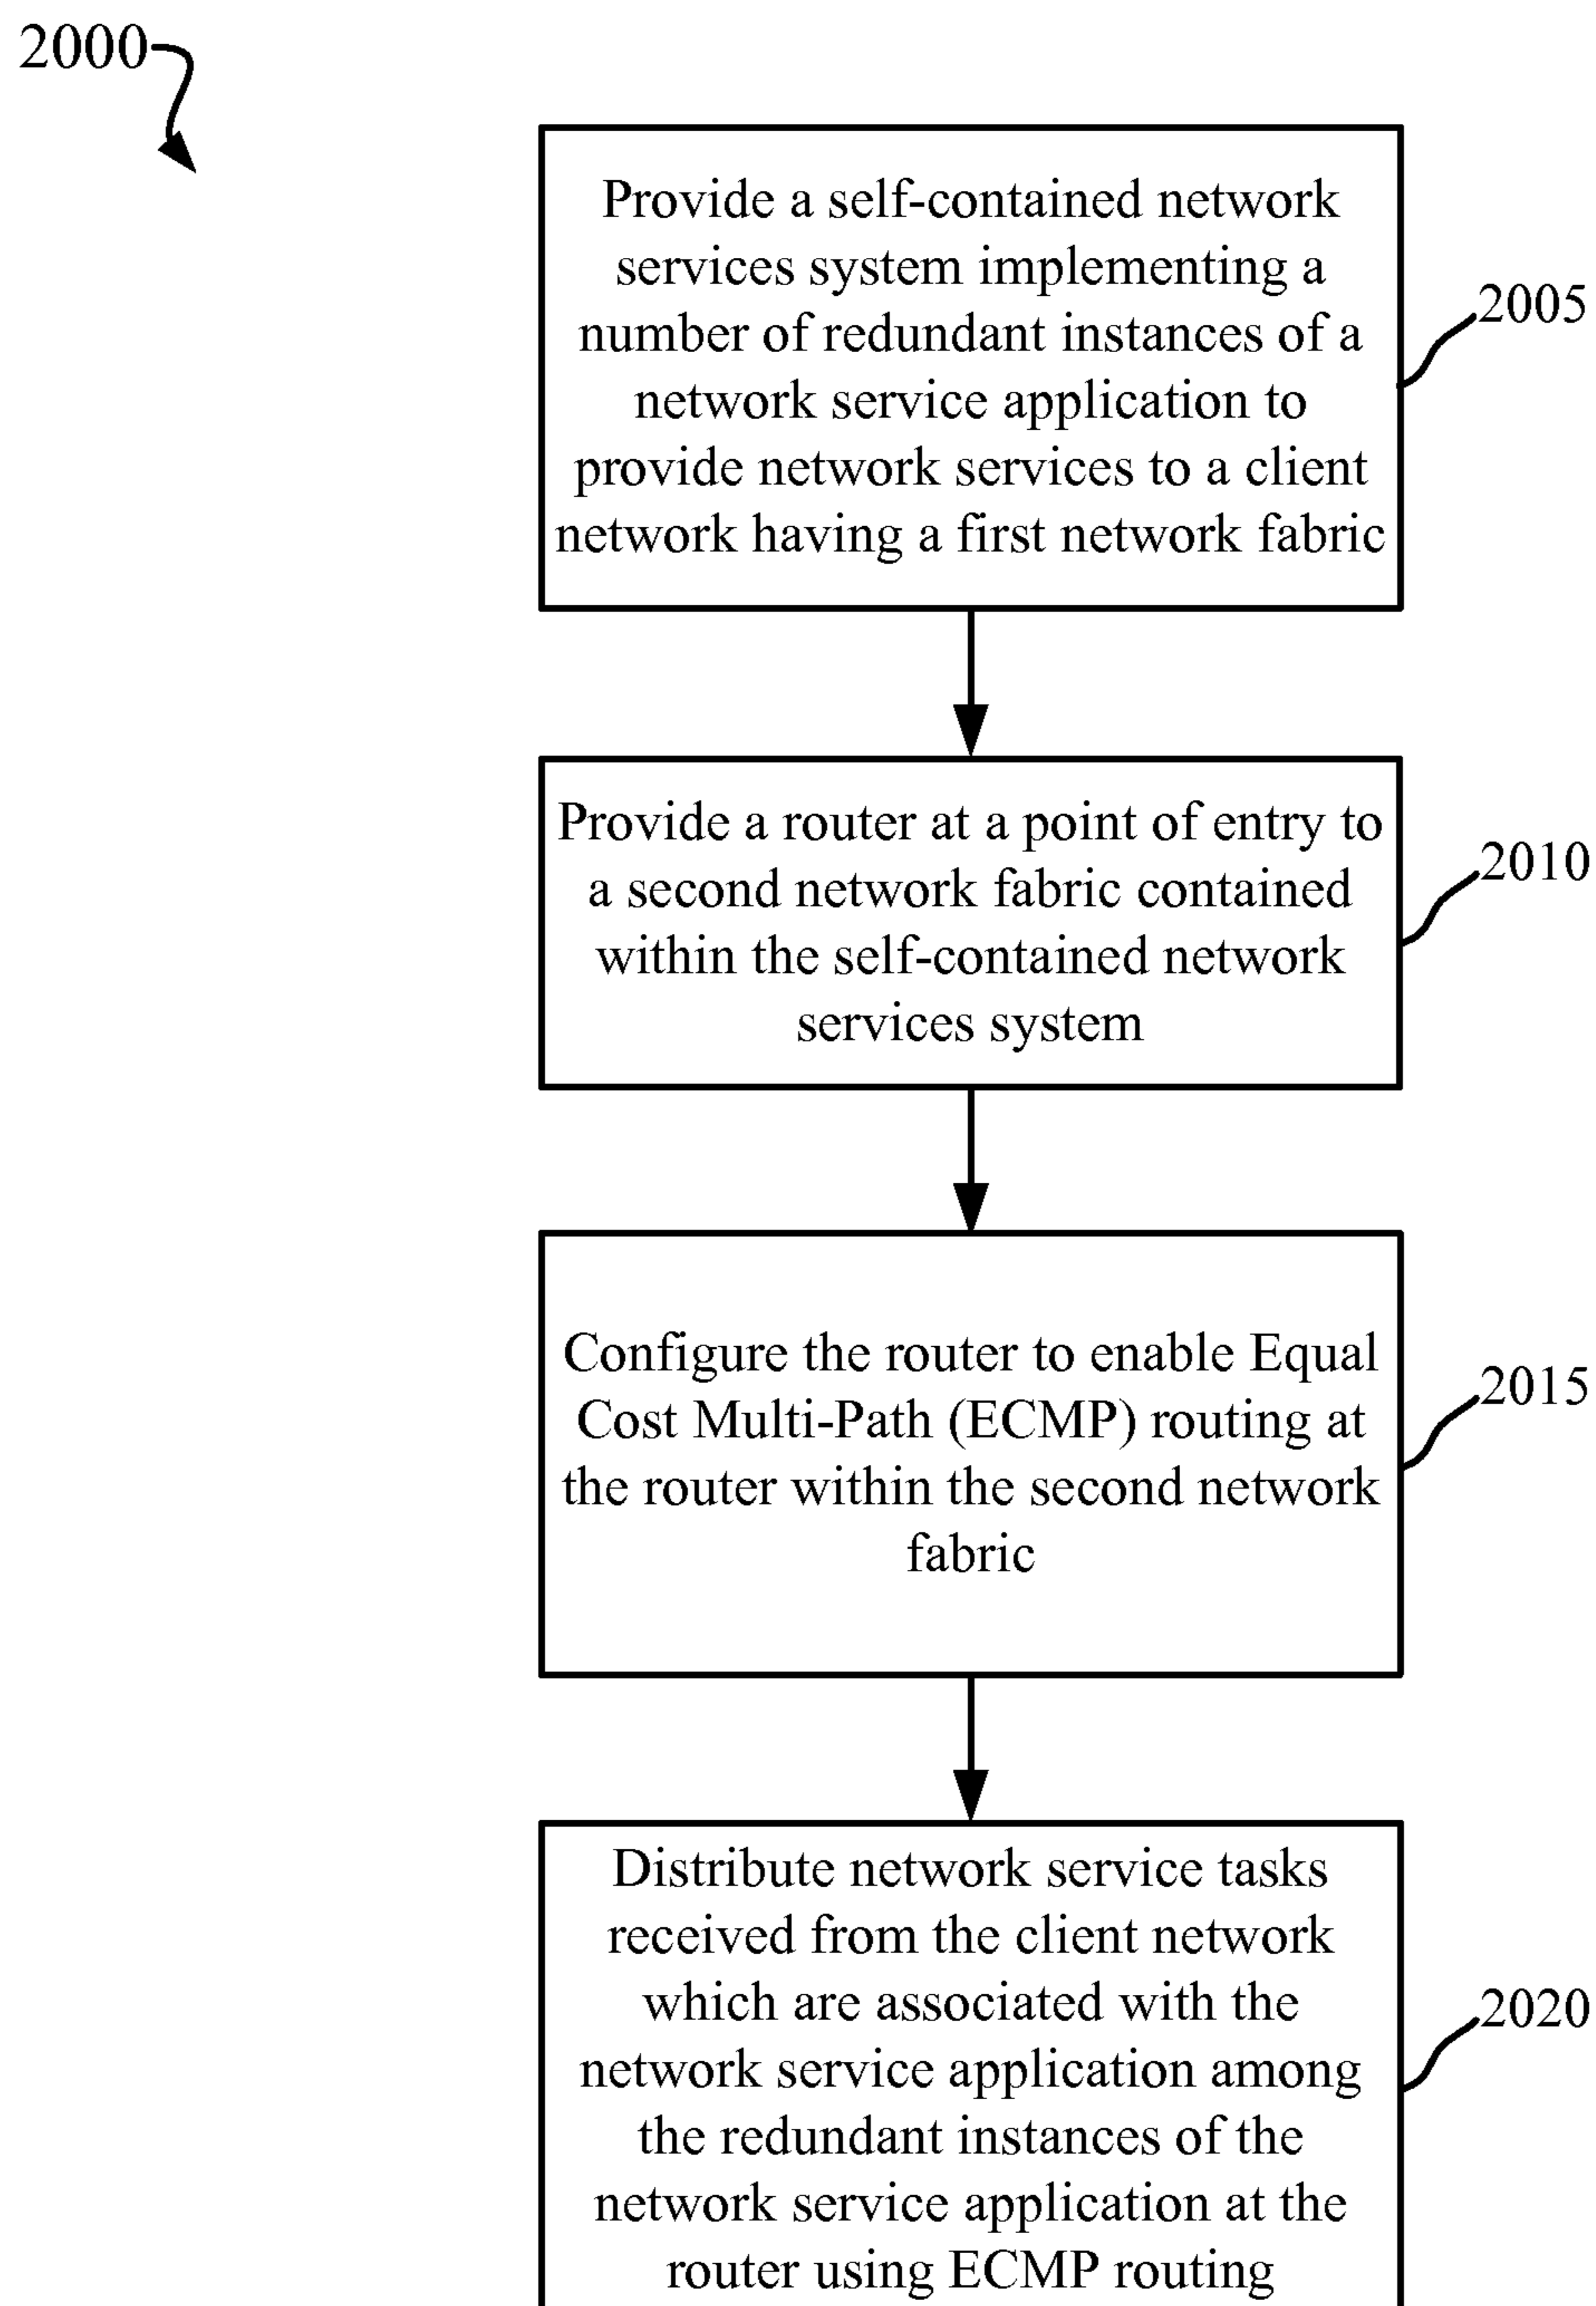 2000
Provide a self-contained network
services system implementing a
number of redundant instances of a
network service application to
provide network services to a client
network having a first network fabric
2005
Provide a router at a point of entry to
a second network fabric contained
within the self-contained network
services system
2010
Configure the router to enable Equal
Cost Multi-Path (ECMP) routing at
the router within the second network
fabric
2015
Distribute network service tasks
received from the client network
which are associated with the
network service application among
the redundant instances of the
network service application at the
router using ECMP routing
2020